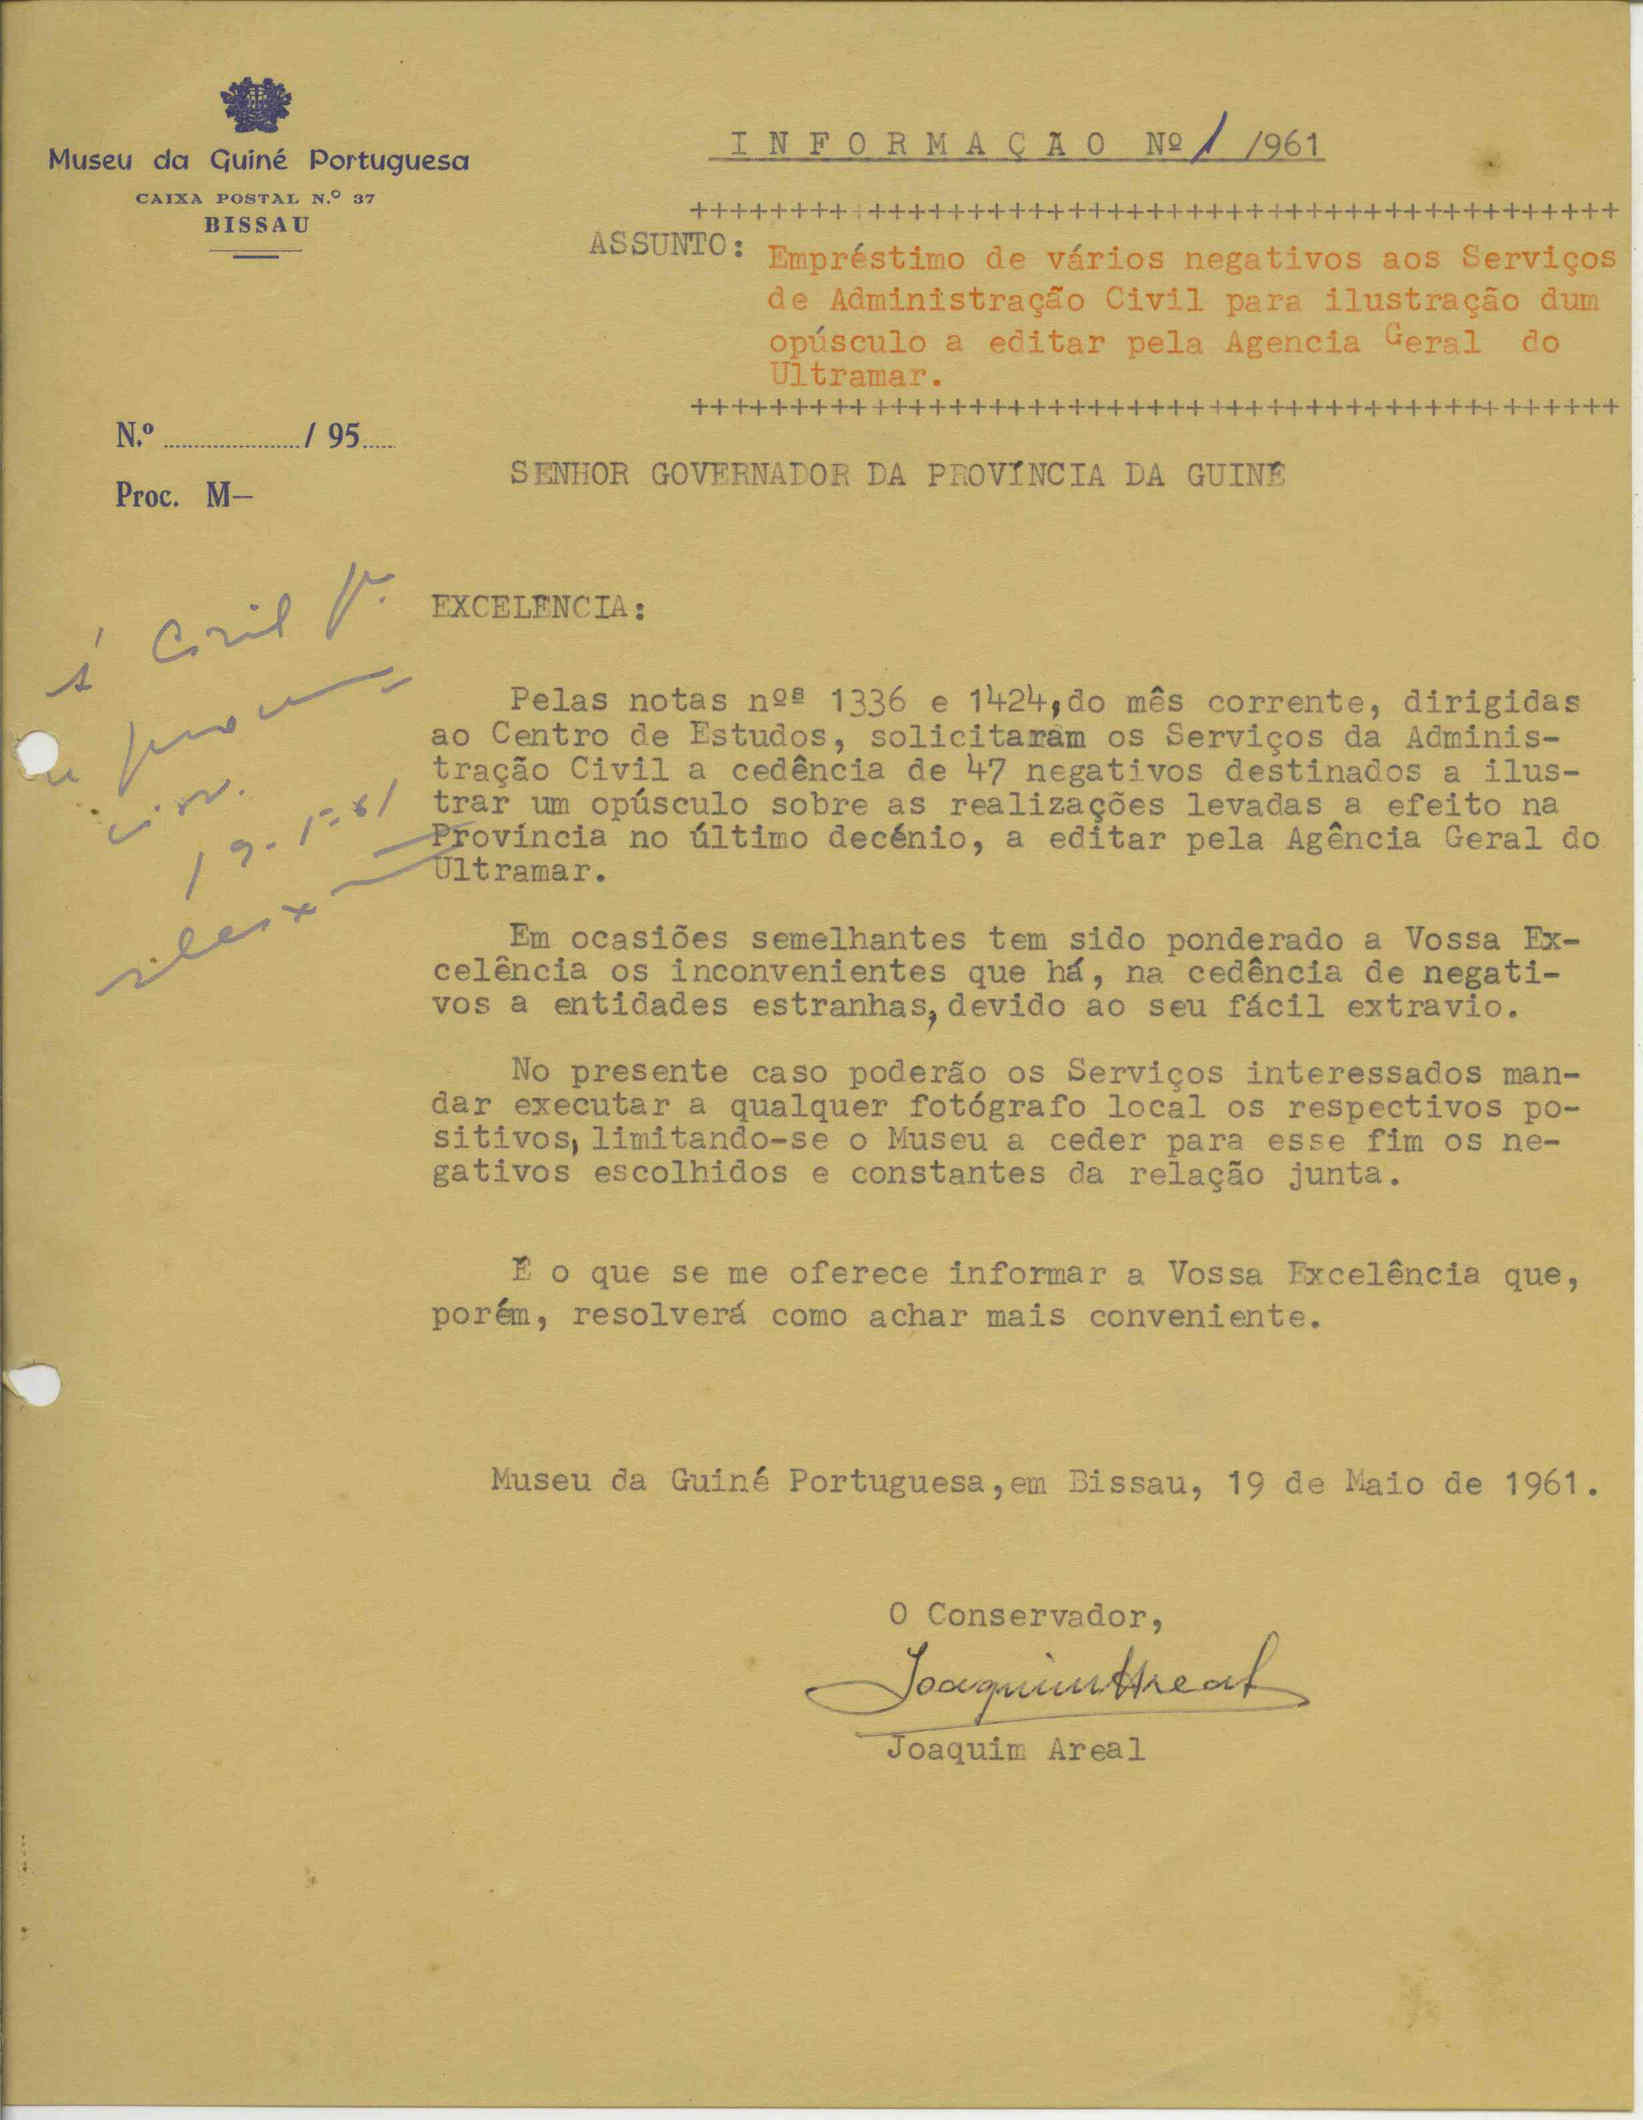 Museu da Guiné Portuguesa
CAIXA POSTAL N.º 37
BISSAU
INFORMAÇÃO Nº 1 /961
++++++++++++++++++++++++++++++++++++++++++++++
ASSUNTO: Empréstimo de vários negativos aos Serviços
de Administração Civil para ilustração dum
opúsculo a editar pela Agencia Geral do
Ultramar.
++++++++++++++++++++++++++++++++++++++++++++++
N.º ........ / 95....
Proc. M—
SENHOR GOVERNADOR DA PROVÍNCIA DA GUINÉ
À Civil
EXCELENCIA:
Pelas notas nºs 1336 e 1424, do mês corrente, dirigidas
ao Centro de Estudos, solicitaram os Serviços da Adminis-
tração Civil a cedência de 47 negativos destinados a ilus-
trar um opúsculo sobre as realizações levadas a efeito na
Província no último decénio, a editar pela Agência Geral do
Ultramar.
Em ocasiões semelhantes tem sido ponderado a Vossa Ex-
celência os inconvenientes que há, na cedência de negati-
vos a entidades estranhas, devido ao seu fácil extravio.
No presente caso poderão os Serviços interessados man-
dar executar a qualquer fotógrafo local os respectivos po-
sitivos, limitando-se o Museu a ceder para esse fim os ne-
gativos escolhidos e constantes da relação junta.
É o que se me oferece informar a Vossa Excelência que,
porém, resolverá como achar mais conveniente.
Museu da Guiné Portuguesa, em Bissau, 19 de Maio de 1961.
O Conservador,
Joaquim Areal
Joaquim Areal